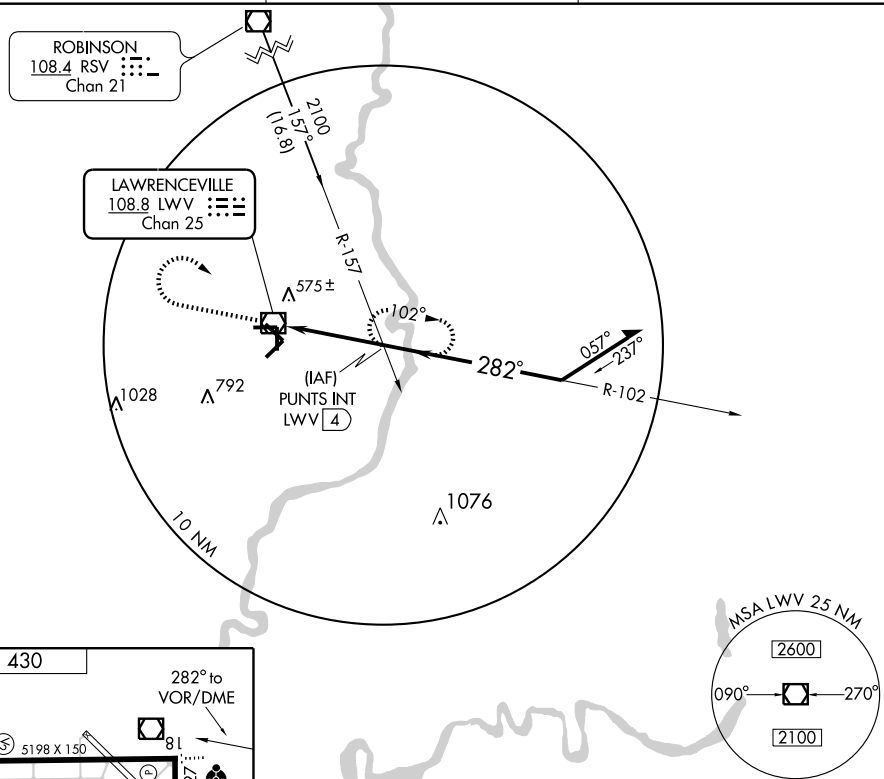 ROBINSON
108.4 RSV
Chan 21
2100
157°
(16.8)
LAWRENCEVILLE
108.8 LWV
Chan 25
R-157
575 ±
102°
057°
237°
282°
R-102
(IAF)
PUNTS INT
LWV 4
1028
792
1076
10 NM
MSA LWV 25 NM
2600
090°
270°
2100
430
282° to
VOR/DME
5198 X 150
18
27
P